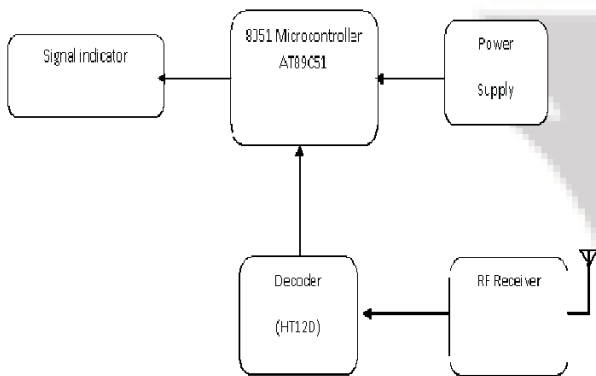 Signal indicator
8051 Microcontroller
AT89C51
Power
Supply
Decoder
(HT12D)
RF Receiver